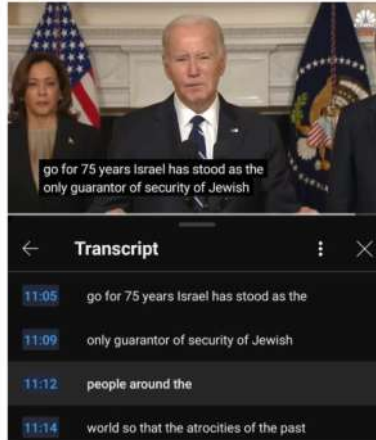 go for 75 years Israel has stood as the
only guarantor of security of Jewish
Transcript
11:05 go for 75 years Israel has stood as the
11:09 only guarantor of security of Jewish
11:12 people around the
11:14 world so that the atrocities of the past